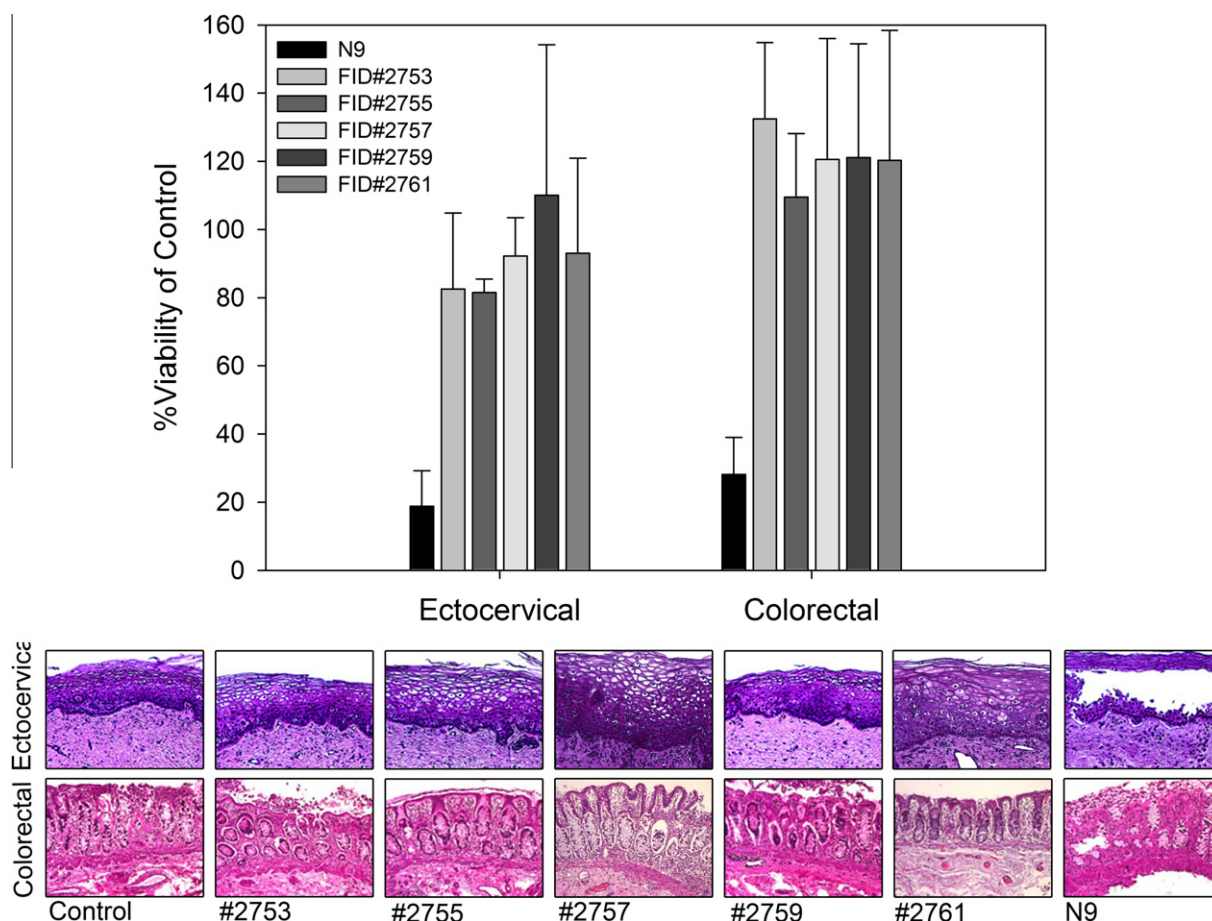 160
140
120
100
80
60
40
20
0
%Viability of Control
N9
FID#2753
FID#2755
FID#2757
FID#2759
FID#2761
Ectocervical Colorectal
Ectocervica
Colorectal
Control #2753 #2755 #2757 #2759 #2761 N9